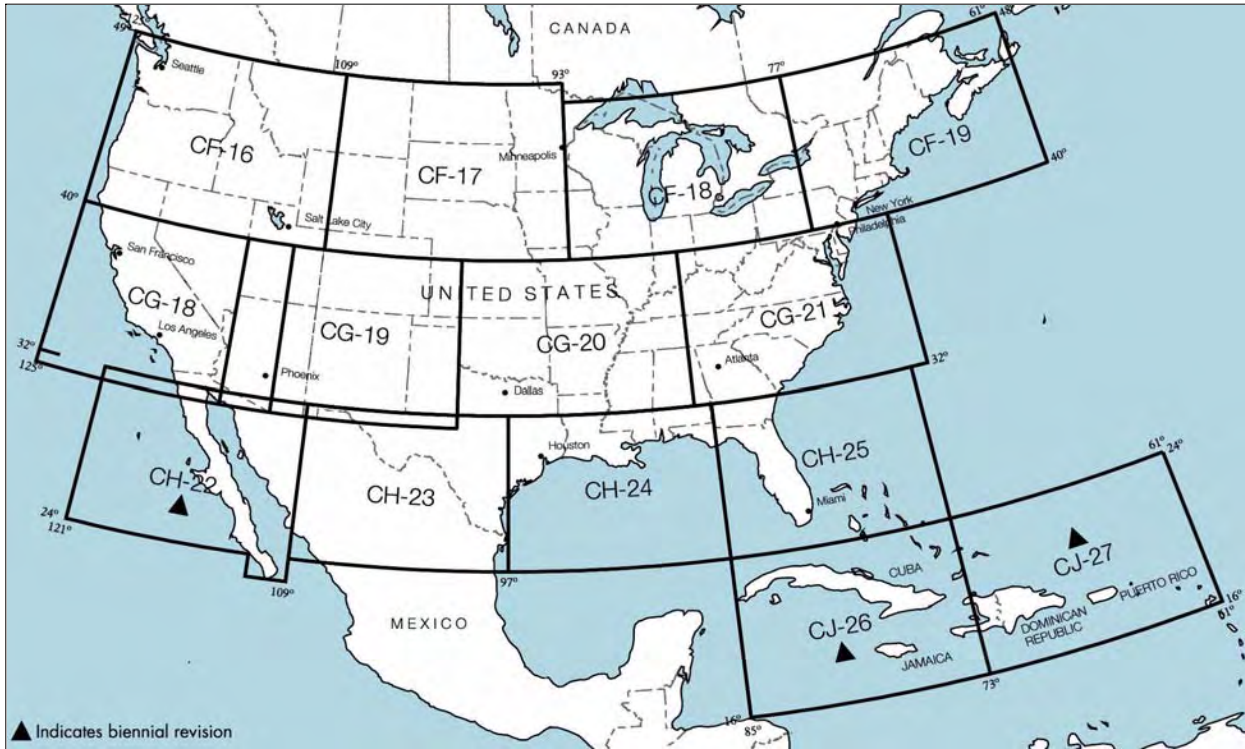 CANADA
125°
49°
61°
48°
109°
93°
77°
Seattle
CF-16
CF-17
Minneapolis
CF-18
CF-19
40°
40°
Salt Lake City
New York
Philadelphia
San Francisco
UNITED STATES
CG-18
CG-19
CG-20
CG-21
Los Angeles
32°
125°
Phoenix
Dallas
Atlanta
32°
Houston
CH-22
CH-23
CH-24
CH-25
Miami
61°
24°
24°
121°
109°
97°
CUBA
CJ-27
PUERTO RICO
DOMINICAN
REPUBLIC
16°
61°
MEXICO
CJ-26
JAMAICA
73°
16°
85°
Indicates biennial revision